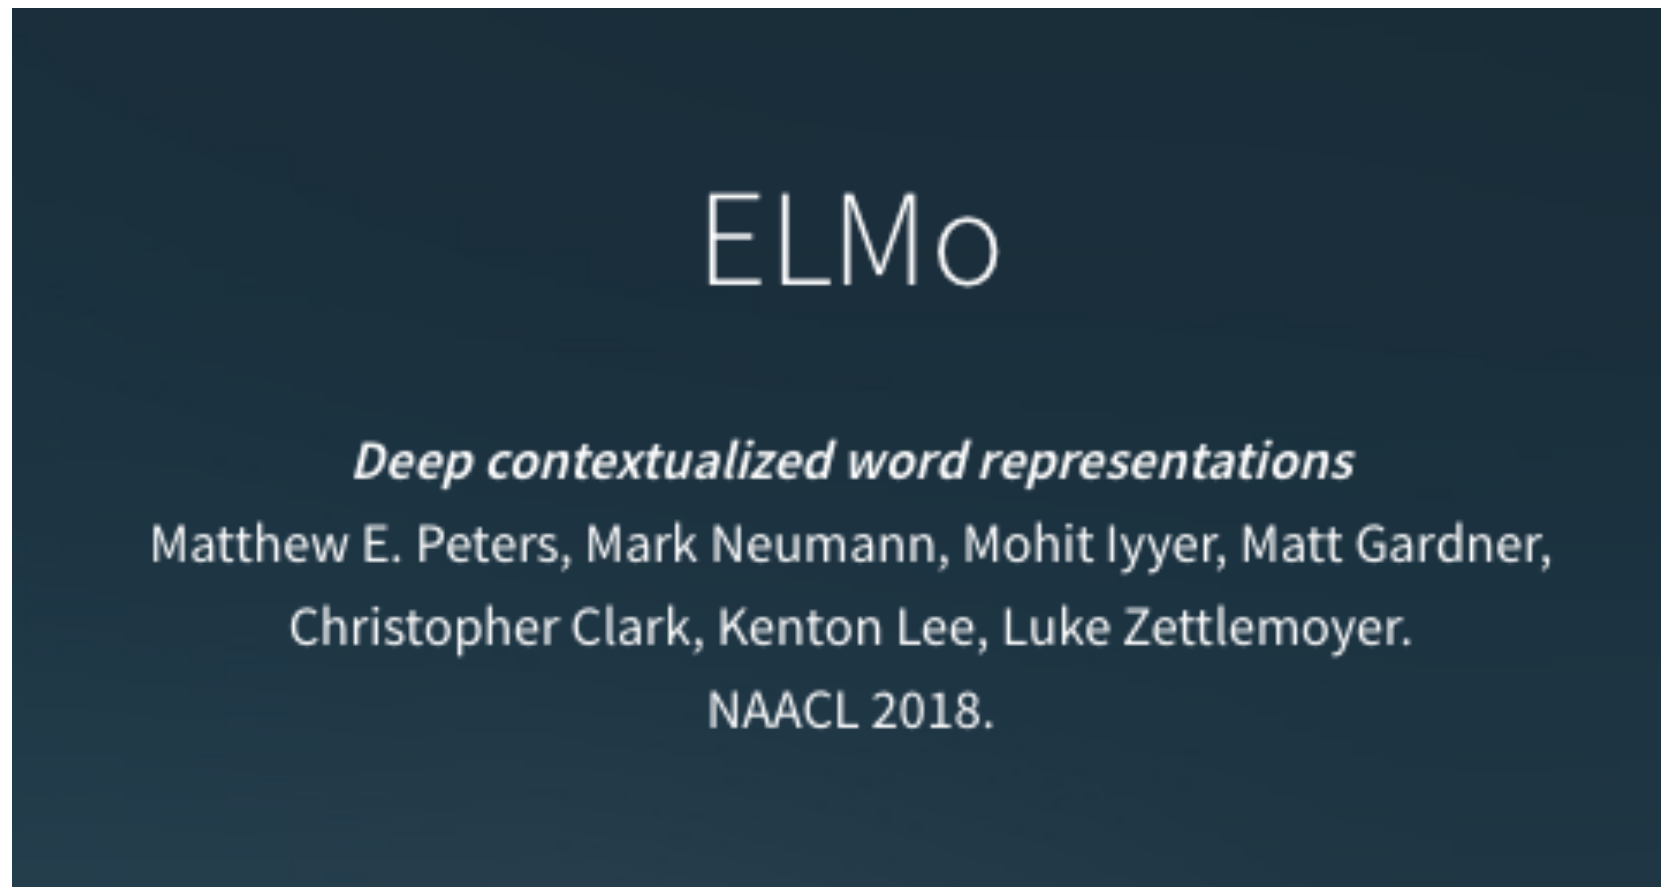 ELMo
Deep contextualized word representations
Matthew E. Peters, Mark Neumann, Mohit Iyyer, Matt Gardner,
Christopher Clark, Kenton Lee, Luke Zettlemoyer.
NAACL 2018.